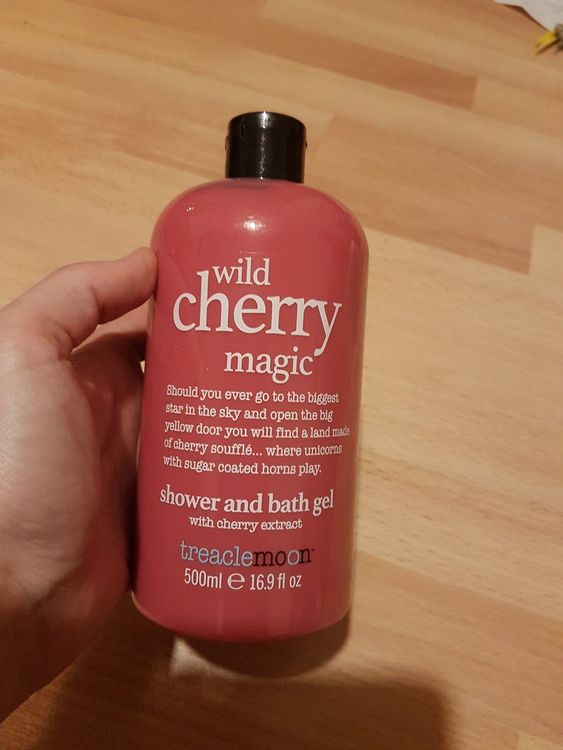 wild
cherry
magic
Should you ever go to the biggest
star in the sky and open the big
yellow door you will find a land made
of cherry soufflé... where unicorns
with sugar coated horns play.
shower and bath gel
with cherry extract
treaclemoon™
500ml ℮ 16.9 fl oz